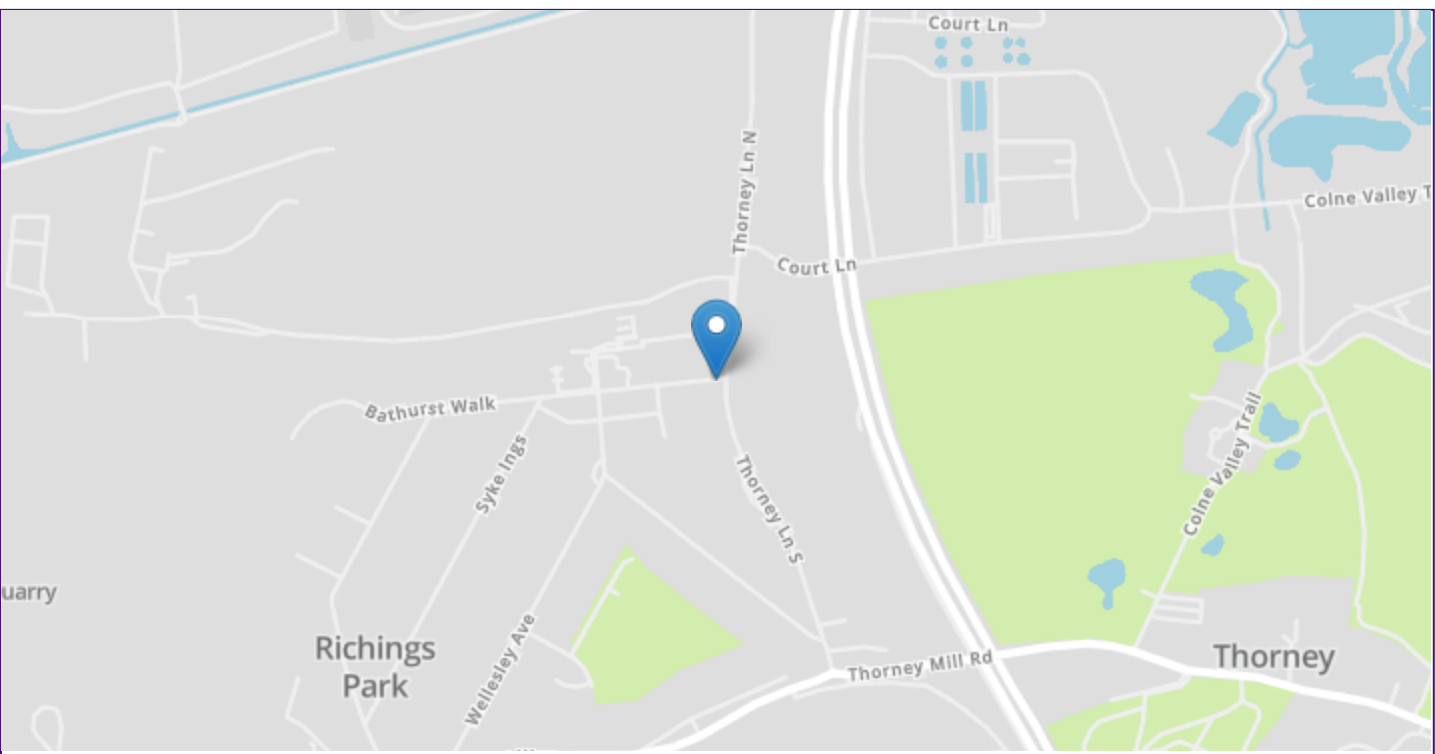 Court Ln
Thorney Ln N
Colne Valley T
Court Ln
Bathurst Walk
Syke Ings
Thorney Ln S
Colne Valley Trail
uarry
Richings
Park
Wellesley Ave
Thorney Mill Rd
Thorney